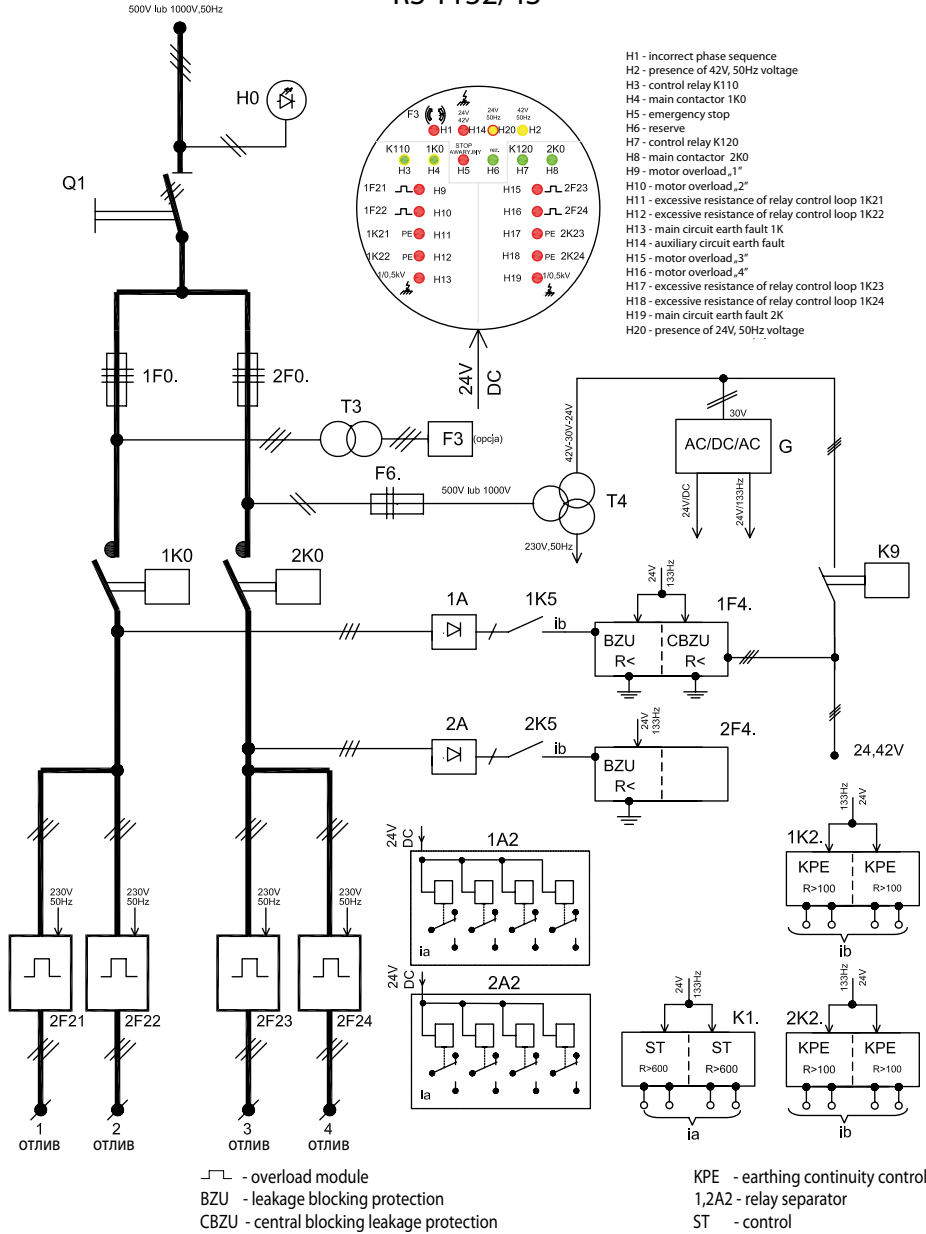 500V lub 1000V,50Hz
H0
Q1
F3
24V
42V
24V
50Hz
42V
50Hz
H1
H14
H20
H2
K110
1K0
STOP
AWARYJNY
rez.
K120
2K0
H3
H4
H5
H6
H7
H8
1F21
H9
H15
2F23
1F22
H10
H16
2F24
1K21
PE
H11
H17
PE
2K23
1K22
PE
H12
H18
PE
2K24
1/0,5kV
H13
H19
1/0,5kV
H1 - incorrect phase sequence
H2 - presence of 42V, 50Hz voltage
H3 - control relay K110
H4 - main contactor 1K0
H5 - emergency stop
H6 - reserve
H7 - control relay K120
H8 - main contactor 2K0
H9 - motor overload „1”
H10 - motor overload „2”
H11 - excessive resistance of relay control loop 1K21
H12 - excessive resistance of relay control loop 1K22
H13 - main circuit earth fault 1K
H14 - auxiliary circuit earth fault
H15 - motor overload „3”
H16 - motor overload „4”
H17 - excessive resistance of relay control loop 1K23
H18 - excessive resistance of relay control loop 1K24
H19 - main circuit earth fault 2K
H20 - presence of 24V, 50Hz voltage
24V
DC
1F0.
2F0.
T3
F3
(opcja)
F6.
500V lub 1000V
T4
42V-30V-24V
230V,50Hz
30V
AC/DC/AC
G
24V/DC
24V/133Hz
K9
1K0
2K0
1A
1K5
ib
24V
133Hz
1F4.
BZU
R<
CBZU
R<
2A
2K5
ib
24V
133Hz
2F4.
BZU
R<
24,42V
24V
DC
1A2
ia
24V
DC
2A2
Ia
133Hz
24V
1K2.
KPE
R>100
KPE
R>100
ib
24V
133Hz
K1.
ST
R>600
ST
R>600
ia
133Hz
24V
2K2.
KPE
R>100
KPE
R>100
ib
230V
50Hz
230V
50Hz
230V
50Hz
230V
50Hz
2F21
2F22
2F23
2F24
1
отлив
2
отлив
3
отлив
4
отлив
- overload module
BZU - leakage blocking protection
CBZU - central blocking leakage protection
KPE - earthing continuity control
1,2A2 - relay separator
ST - control